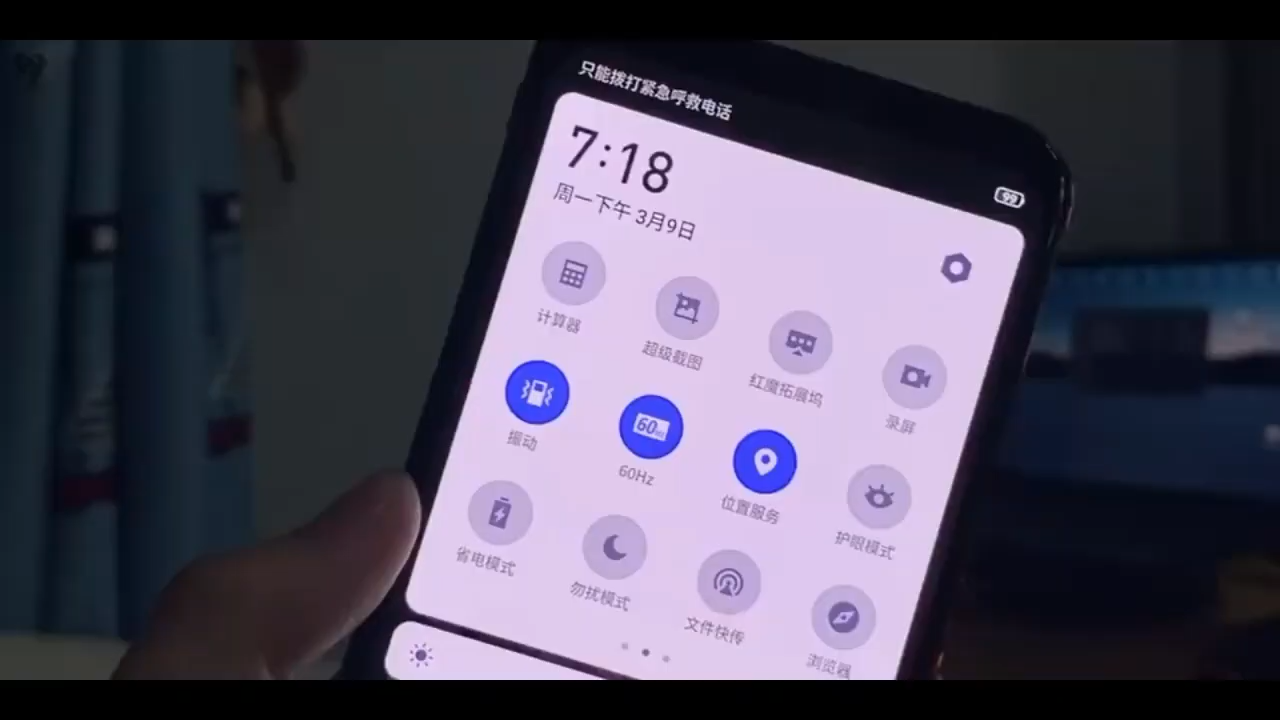 只能拨打紧急呼救电话
99
7:18
周一下午 3月9日
计算器
超级截图
红魔拓展坞
录屏
振动
60Hz
60Hz
位置服务
护眼模式
省电模式
勿扰模式
文件快传
浏览器